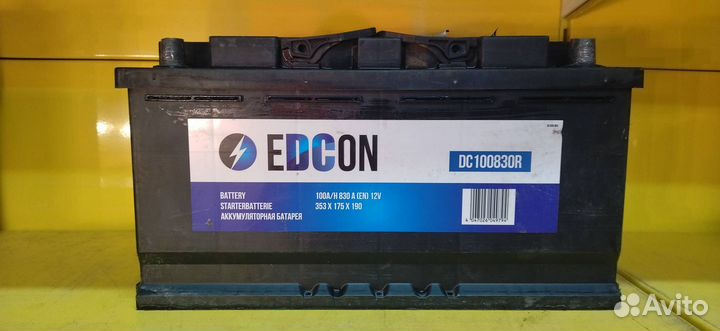 EDCON
DC100830R
BATTERY 100A/H 830 A (EN) 12V
STARTERBATTERIE 353 X 175 X 190
АККУМУЛЯТОРНАЯ БАТАРЕЯ
Avito